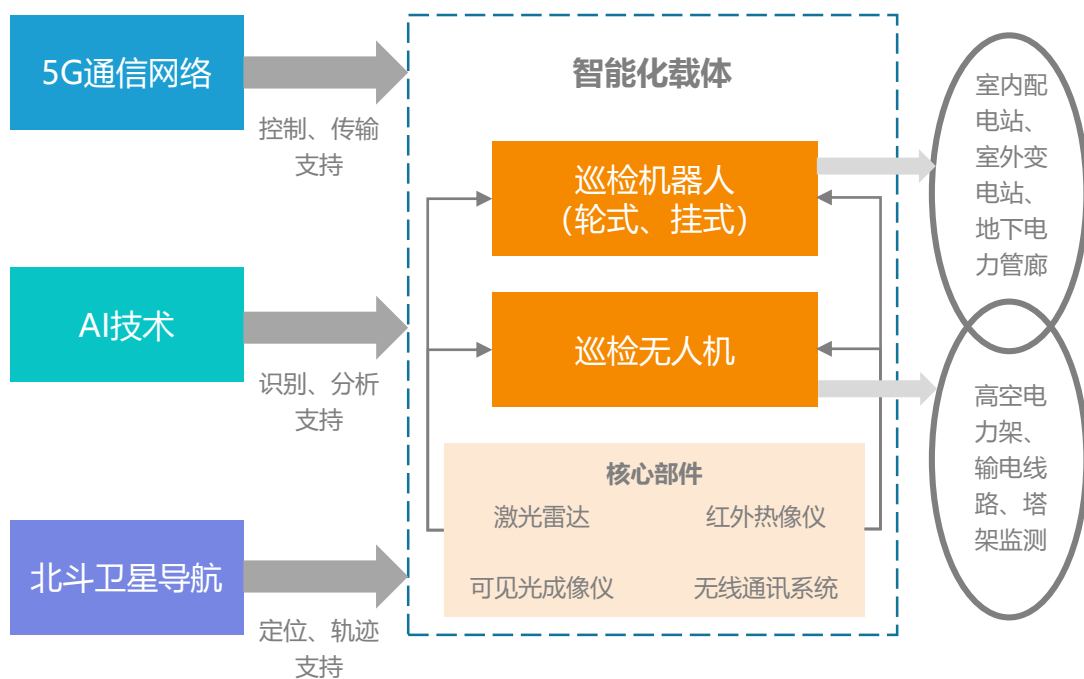 5G通信网络
控制、传输
支持
AI技术
识别、分析
支持
北斗卫星导航
定位、轨迹
支持
智能化载体
巡检机器人
（轮式、挂式）
巡检无人机
核心部件
激光雷达
红外热像仪
可见光成像仪
无线通讯系统
室内配
电站、
室外变
电站、
地下电
力管廊
高空电
力架、
输电线
路、塔
架监测